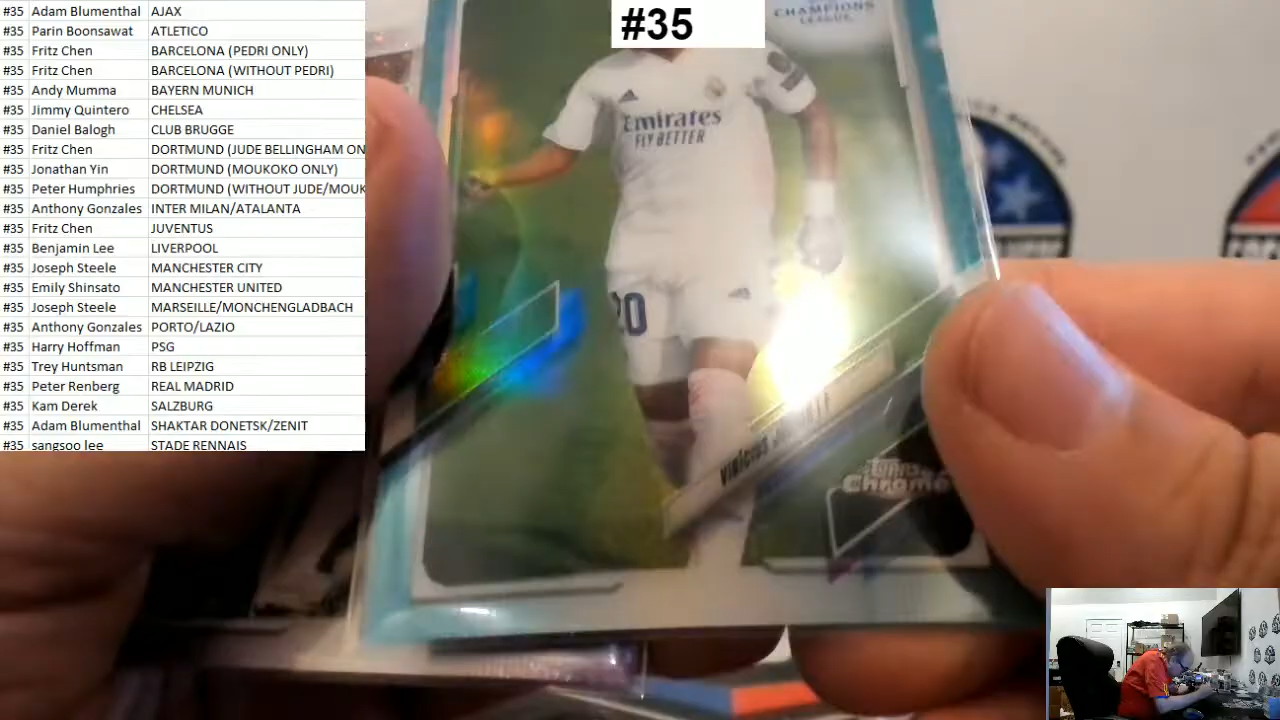 #35 Adam Blumenthal AJAX
#35 Parin Boonsawat ATLETICO
#35 Fritz Chen BARCELONA (PEDRI ONLY)
#35 Fritz Chen BARCELONA (WITHOUT PEDRI)
#35 Andy Mumma BAYERN MUNICH
#35 Jimmy Quintero CHELSEA
#35 Daniel Balogh CLUB BRUGGE
#35 Fritz Chen DORTMUND (JUDE BELLINGHAM ON
#35 Jonathan Yin DORTMUND (MOUKOKO ONLY)
#35 Peter Humphries DORTMUND (WITHOUT JUDE/MOUK
#35 Anthony Gonzales INTER MILAN/ATALANTA
#35 Fritz Chen JUVENTUS
#35 Benjamin Lee LIVERPOOL
#35 Joseph Steele MANCHESTER CITY
#35 Emily Shinsato MANCHESTER UNITED
#35 Joseph Steele MARSEILLE/MONCHENGLADBACH
#35 Anthony Gonzales PORTO/LAZIO
#35 Harry Hoffman PSG
#35 Trey Huntsman RB LEIPZIG
#35 Peter Renberg REAL MADRID
#35 Kam Derek SALZBURG
#35 Adam Blumenthal SHAKTAR DONETSK/ZENIT
#35 sangsoo lee STADE RENNAIS
#35
CHAMPIONS
LEAGUE
Emirates
FLY BETTER
20
Topps
Chrome